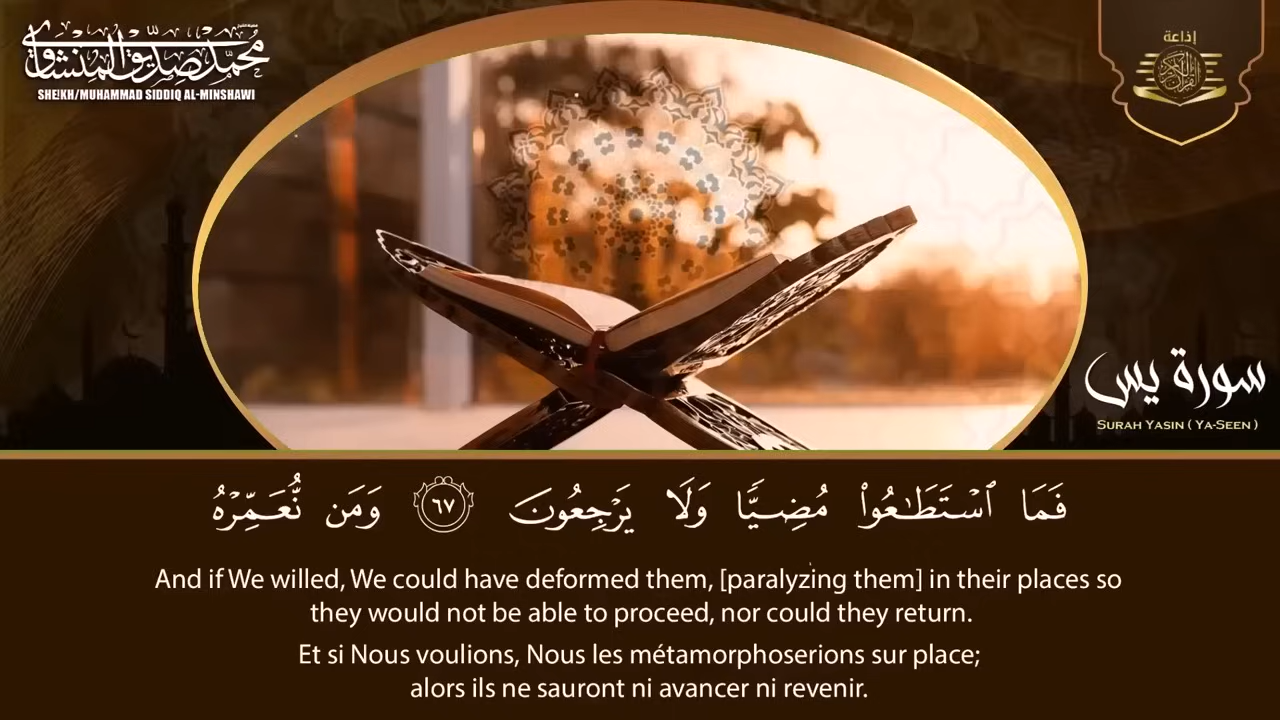 محمد صديق المنشاوي
SHEIKH/MUHAMMAD SIDDIQ AL-MINSHAWI
إذاعة
القرآن الكريم
سورة يس
SURAH YASIN ( YA-SEEN )
فَمَا ٱسْتَطَـٰعُوا۟ مُضِيًّا وَلَا يَرْجِعُونَ ٦٧ وَمَن نُّعَمِّرْهُ
And if We willed, We could have deformed them, [paralyzing them] in their places so
they would not be able to proceed, nor could they return.
Et si Nous voulions, Nous les métamorphoserions sur place;
alors ils ne sauront ni avancer ni revenir.